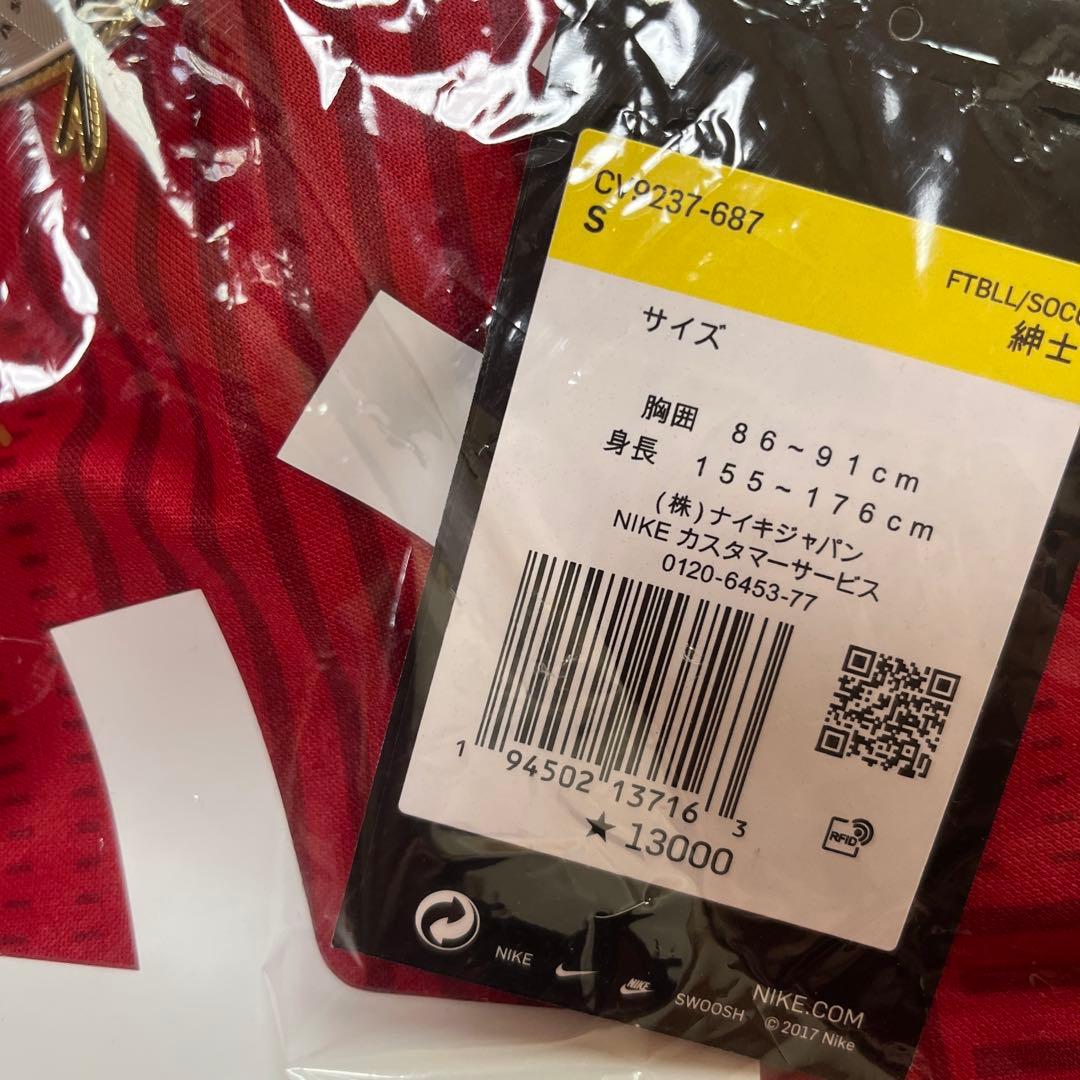 CV9237-687
S
FTBLL/SOCC
紳士
サイズ
胸囲 86~91cm
身長 155~176cm
(株)ナイキジャパン
NIKE カスタマーサービス
0120-6453-77
1 94502 13716 3
★13000
RFID
NIKE
NIKE
SWOOSH
NIKE.COM
© 2017 Nike